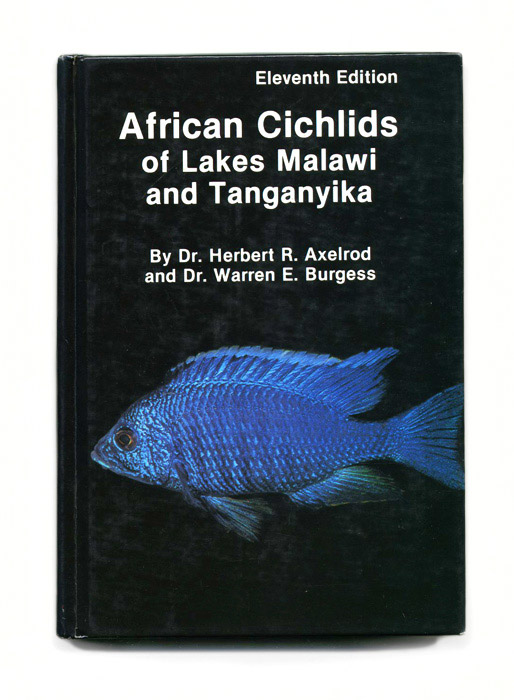 Eleventh Edition
African Cichlids
of Lakes Malawi
and Tanganyika
By Dr. Herbert R. Axelrod
and Dr. Warren E. Burgess